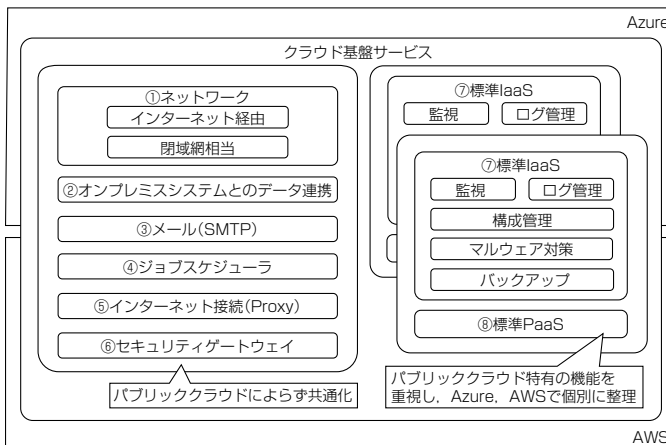 Azure
クラウド基盤サービス
①ネットワーク
インターネット経由
閉域網相当
②オンプレミスシステムとのデータ連携
③メール(SMTP)
④ジョブスケジューラ
⑤インターネット接続(Proxy)
⑥セキュリティゲートウェイ
パブリッククラウドによらず共通化
⑦標準IaaS
監視 ログ管理
⑦標準IaaS
監視 ログ管理
構成管理
マルウェア対策
バックアップ
⑧標準PaaS
パブリッククラウド特有の機能を
重視し，Azure，AWSで個別に整理
AWS